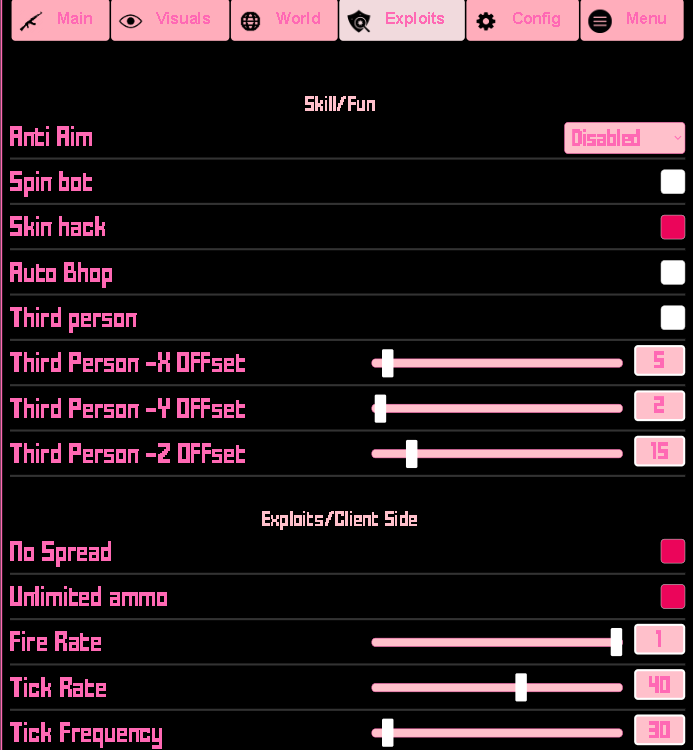 Main Visuals World Exploits Config Menu
Skill/Fun
Anti Aim Disabled
Spin bot
Skin hack
Auto Bhop
Third person
Third Person -X Offset 5
Third Person -Y Offset 2
Third Person -Z Offset 15
Exploits/Client Side
No Spread
Unlimited ammo
Fire Rate 1
Tick Rate 40
Tick Frequency 30